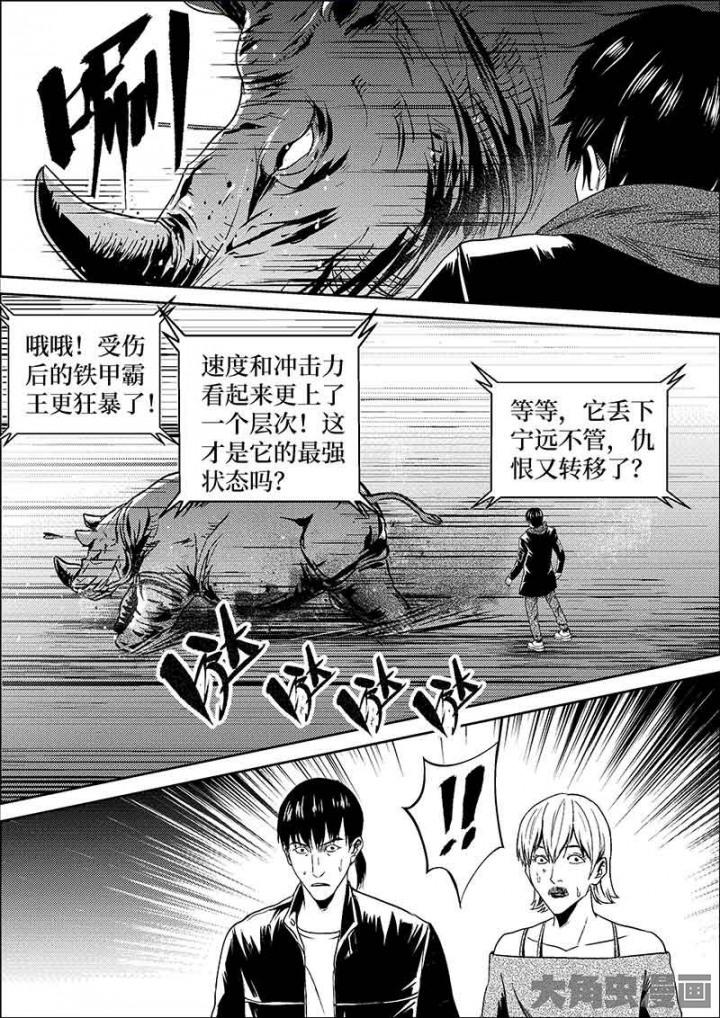 唰
哦哦！受伤
后的铁甲霸
王更狂暴了！
速度和冲击力
看起来更上了
一个层次！这
才是它的最强
状态吗？
等等，它丢下
宁远不管，仇
恨又转移了？
哒
哒
哒
哒
!!
大角虫漫画